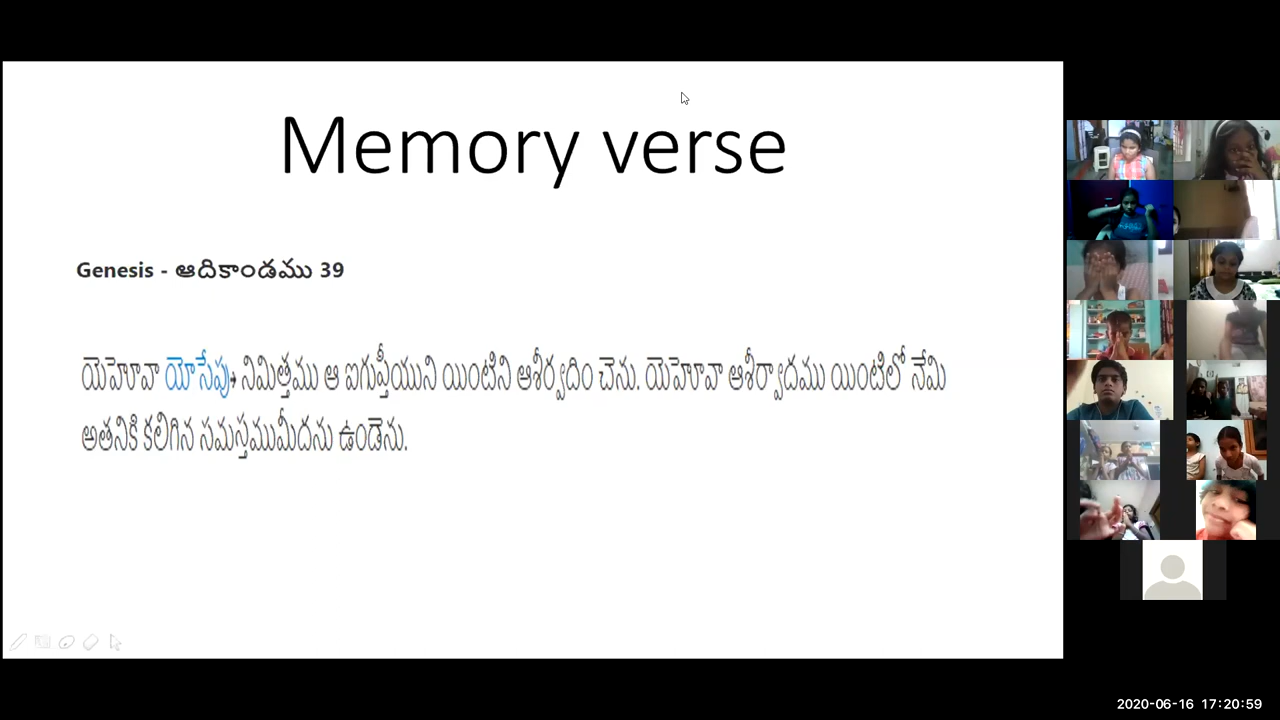 Memory verse
Genesis - ఆదికాండము 39
యెహోవా యోసేపు నిమిత్తము ఆ ఐగుప్తీయుని యింటిని ఆశీర్వదిం చెను. యెహోవా ఆశీర్వాదము యింటిలో నేమి
అతనికి కలిగిన సమస్తముమీదను ఉండెను.
2020-06-16 17:20:59